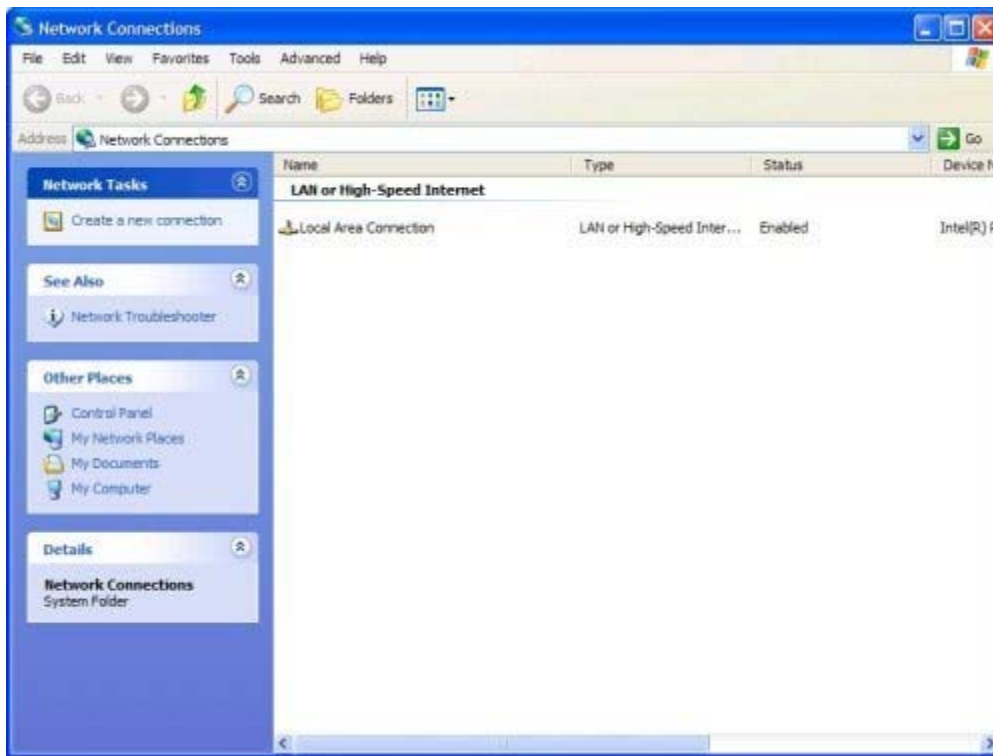 Network Connections
File Edit View Favorites Tools Advanced Help
Back Search Folders
Address Network Connections Go
Name Type Status Device N
Network Tasks
Create a new connection
LAN or High-Speed Internet
Local Area Connection LAN or High-Speed Inter... Enabled Intel(R)
See Also
Network Troubleshooter
Other Places
Control Panel
My Network Places
My Documents
My Computer
Details
Network Connections
System Folder